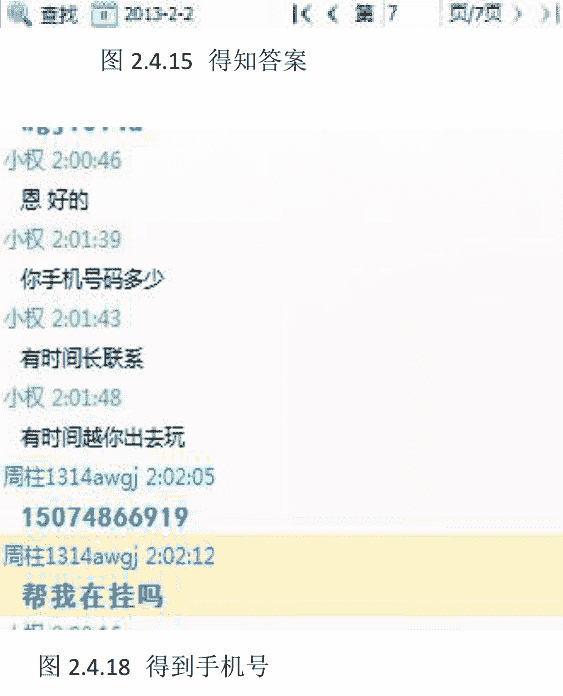 查找 2013-2-2 第 7 页/7页
图 2.4.15 得知答案
小权 2:00:46
恩 好的
小权 2:01:39
你手机号码多少
小权 2:01:43
有时间长联系
小权 2:01:48
有时间越你出去玩
周柱1314awgj 2:02:05
15074866919
周柱1314awgj 2:02:12
帮我在挂吗
图 2.4.18 得到手机号